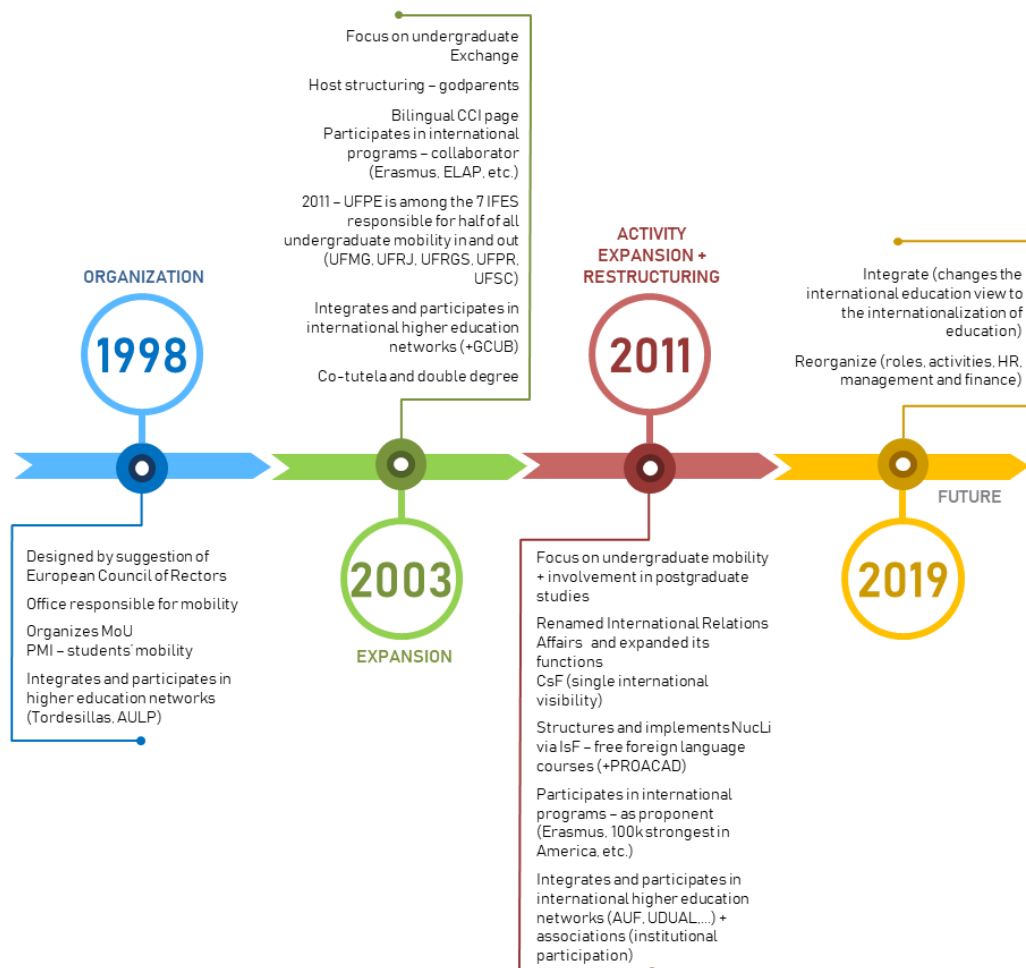 ORGANIZATION
1998
Designed by suggestion of
European Council of Rectors
Office responsible for mobility
Organizes MoU
PMI – students' mobility
Integrates and participates in
higher education networks
(Tordesillas, AULP)
Focus on undergraduate
Exchange
Host structuring – godparents
Bilingual CCI page
Participates in international
programs – collaborator
(Erasmus, ELAP, etc.)
2011 – UFPE is among the 7 IFES
responsible for half of all
undergraduate mobility in and out
(UFMG, UFRJ, UFRGS, UFPR,
UFSC)
Integrates and participates in
international higher education
networks (+GCUB)
Co-tutela and double degree
2003
EXPANSION
ACTIVITY
EXPANSION +
RESTRUCTURING
2011
Focus on undergraduate mobility
+ involvement in postgraduate
studies
Renamed International Relations
Affairs and expanded its
functions
CsF (single international
visibility)
Structures and implements NucLi
via IsF – free foreign language
courses (+PROACAD)
Participates in international
programs – as proponent
(Erasmus, 100k strongest in
America, etc.)
Integrates and participates in
international higher education
networks (AUF, UDUAL,...) +
associations (institutional
participation)
Integrate (changes the
international education view to
the internationalization of
education)
Reorganize (roles, activities, HR,
management and finance)
FUTURE
2019